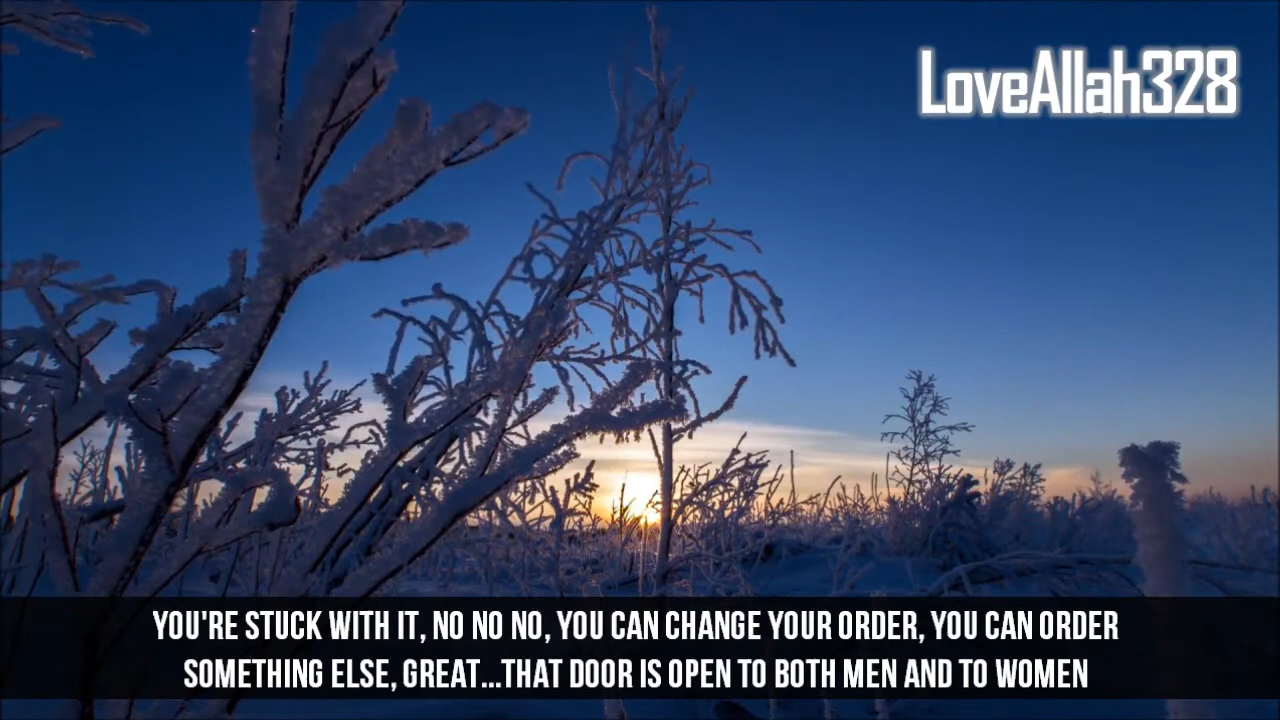 LoveAllah328
YOU'RE STUCK WITH IT, NO NO NO, YOU CAN CHANGE YOUR ORDER, YOU CAN ORDER
SOMETHING ELSE, GREAT...THAT DOOR IS OPEN TO BOTH MEN AND TO WOMEN